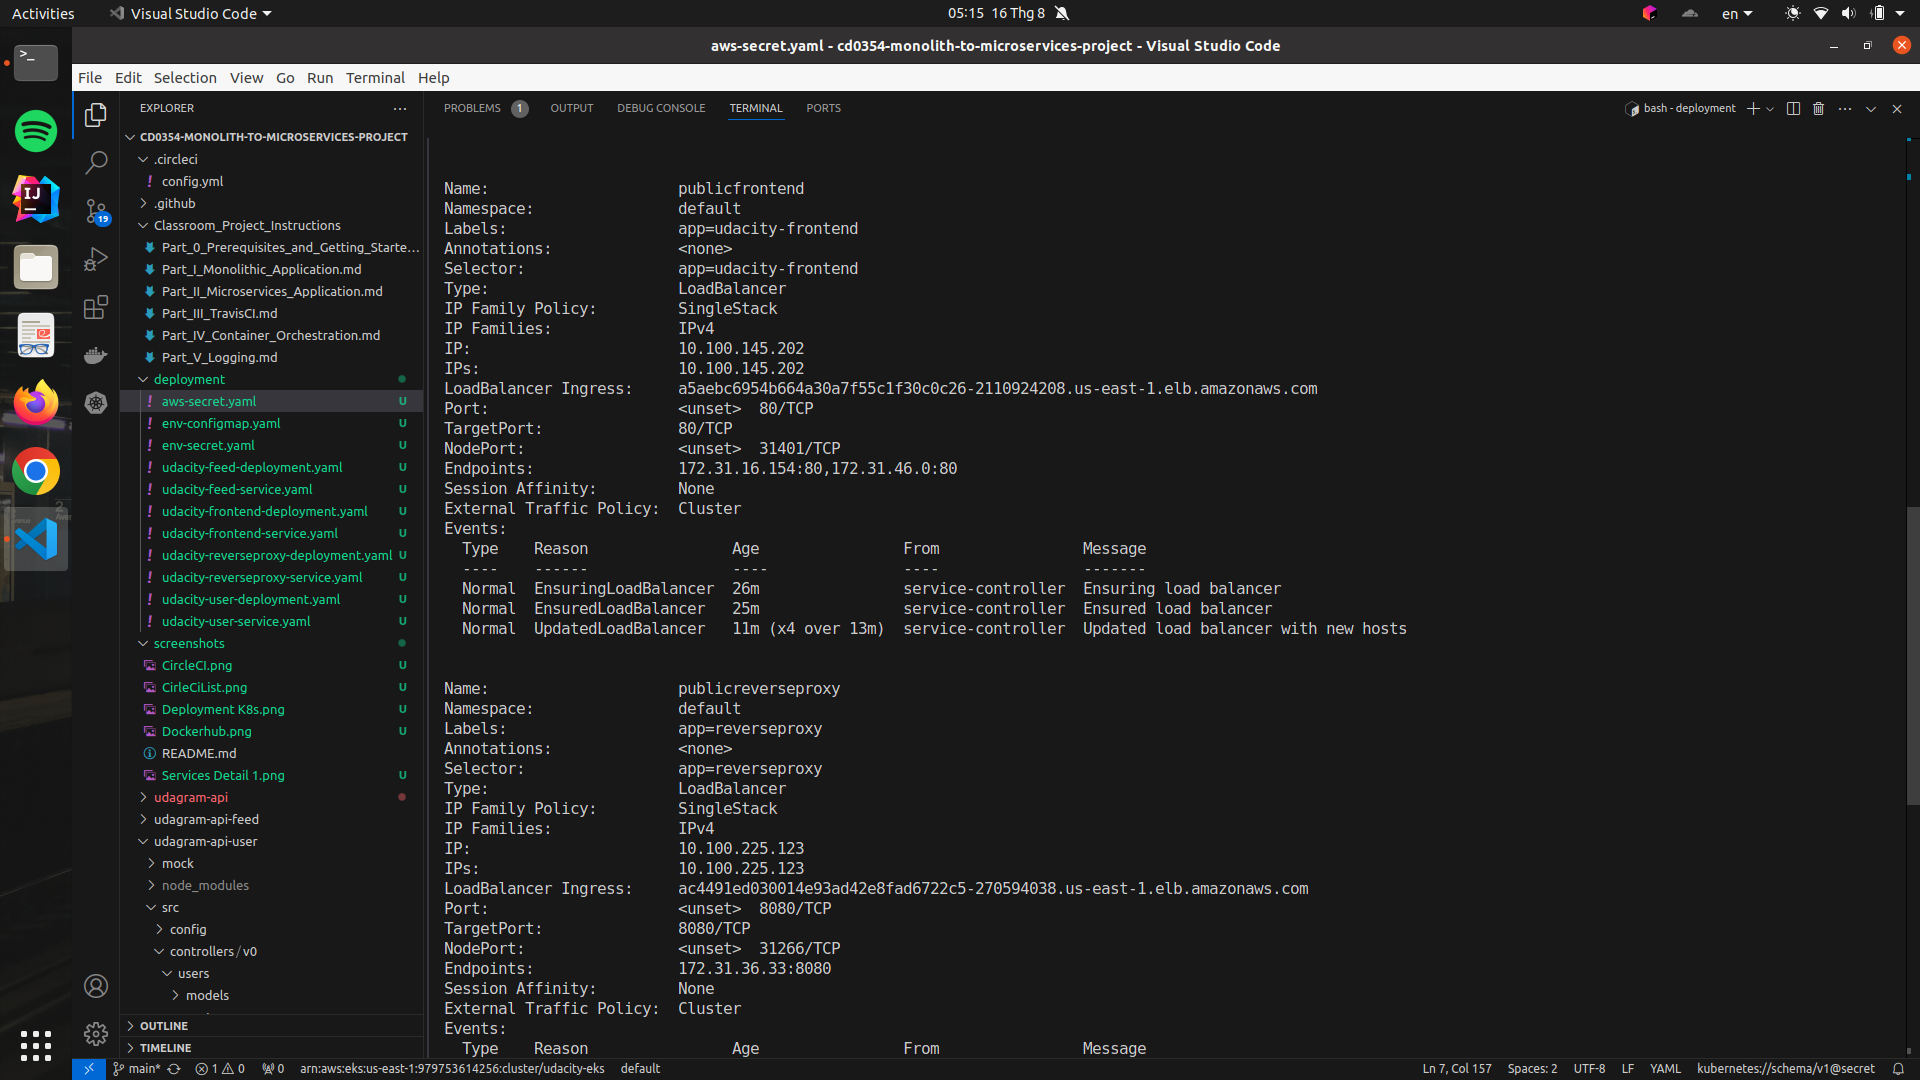 Activities
Visual Studio Code
05:15 16 Thg 8
en
aws-secret.yaml - cd0354-monolith-to-microservices-project - Visual Studio Code
File Edit Selection View Go Run Terminal Help
EXPLORER
CD0354-MONOLITH-TO-MICROSERVICES-PROJECT
.circleci
! config.yml
.github
Classroom_Project_Instructions
Part_0_Prerequisites_and_Getting_Starte...
Part_I_Monolithic_Application.md
Part_II_Microservices_Application.md
Part_III_TravisCI.md
Part_IV_Container_Orchestration.md
Part_V_Logging.md
deployment
! aws-secret.yaml U
! env-configmap.yaml U
! env-secret.yaml U
! udacity-feed-deployment.yaml U
! udacity-feed-service.yaml U
! udacity-frontend-deployment.yaml U
! udacity-frontend-service.yaml U
! udacity-reverseproxy-deployment.yaml U
! udacity-reverseproxy-service.yaml U
! udacity-user-deployment.yaml U
! udacity-user-service.yaml U
screenshots
CircleCI.png U
CirleCiList.png U
Deployment K8s.png U
Dockerhub.png U
README.md
Services Detail 1.png U
udagram-api
udagram-api-feed
udagram-api-user
mock
node_modules
src
config
controllers/v0
users
models
OUTLINE
TIMELINE
19
IJ
PROBLEMS 1 OUTPUT DEBUG CONSOLE TERMINAL PORTS
bash - deployment
Name: publicfrontend
Namespace: default
Labels: app=udacity-frontend
Annotations: <none>
Selector: app=udacity-frontend
Type: LoadBalancer
IP Family Policy: SingleStack
IP Families: IPv4
IP: 10.100.145.202
IPs: 10.100.145.202
LoadBalancer Ingress: a5aebc6954b664a30a7f55c1f30c0c26-2110924208.us-east-1.elb.amazonaws.com
Port: <unset> 80/TCP
TargetPort: 80/TCP
NodePort: <unset> 31401/TCP
Endpoints: 172.31.16.154:80,172.31.46.0:80
Session Affinity: None
External Traffic Policy: Cluster
Events:
Type Reason Age From Message
---- ------ ---- ---- -------
Normal EnsuringLoadBalancer 26m service-controller Ensuring load balancer
Normal EnsuredLoadBalancer 25m service-controller Ensured load balancer
Normal UpdatedLoadBalancer 11m (x4 over 13m) service-controller Updated load balancer with new hosts
Name: publicreverseproxy
Namespace: default
Labels: app=reverseproxy
Annotations: <none>
Selector: app=reverseproxy
Type: LoadBalancer
IP Family Policy: SingleStack
IP Families: IPv4
IP: 10.100.225.123
IPs: 10.100.225.123
LoadBalancer Ingress: ac4491ed030014e93ad42e8fad6722c5-270594038.us-east-1.elb.amazonaws.com
Port: <unset> 8080/TCP
TargetPort: 8080/TCP
NodePort: <unset> 31266/TCP
Endpoints: 172.31.36.33:8080
Session Affinity: None
External Traffic Policy: Cluster
Events:
Type Reason Age From Message
main* 1 0 0 arn:aws:eks:us-east-1:979753614256:cluster/udacity-eks default
Ln 7, Col 157 Spaces: 2 UTF-8 LF YAML kubernetes://schema/v1@secret